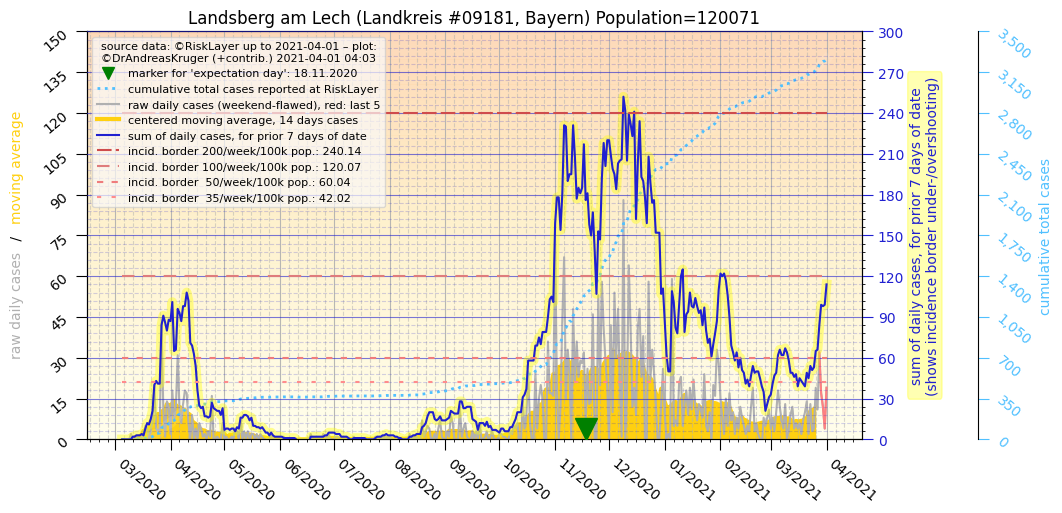 Landsberg am Lech (Landkreis #09181, Bayern) Population=120071
source data: ©RiskLayer up to 2021-04-01 – plot:
©DrAndreasKruger (+contrib.) 2021-04-01 04:03
marker for 'expectation day': 18.11.2020
cumulative total cases reported at RiskLayer
raw daily cases (weekend-flawed), red: last 5
centered moving average, 14 days cases
sum of daily cases, for prior 7 days of date
incid. border 200/week/100k pop.: 240.14
incid. border 100/week/100k pop.: 120.07
incid. border  50/week/100k pop.: 60.04
incid. border  35/week/100k pop.: 42.02
raw daily cases  /  moving average
150
135
120
105
90
75
60
45
30
15
0
03/2020
04/2020
05/2020
06/2020
07/2020
08/2020
09/2020
10/2020
11/2020
12/2020
01/2021
02/2021
03/2021
04/2021
300
270
240
210
180
150
120
90
60
30
0
sum of daily cases, for prior 7 days of date
(shows incidence border under-/overshooting)
3,500
3,150
2,800
2,450
2,100
1,750
1,400
1,050
700
350
0
cumulative total cases